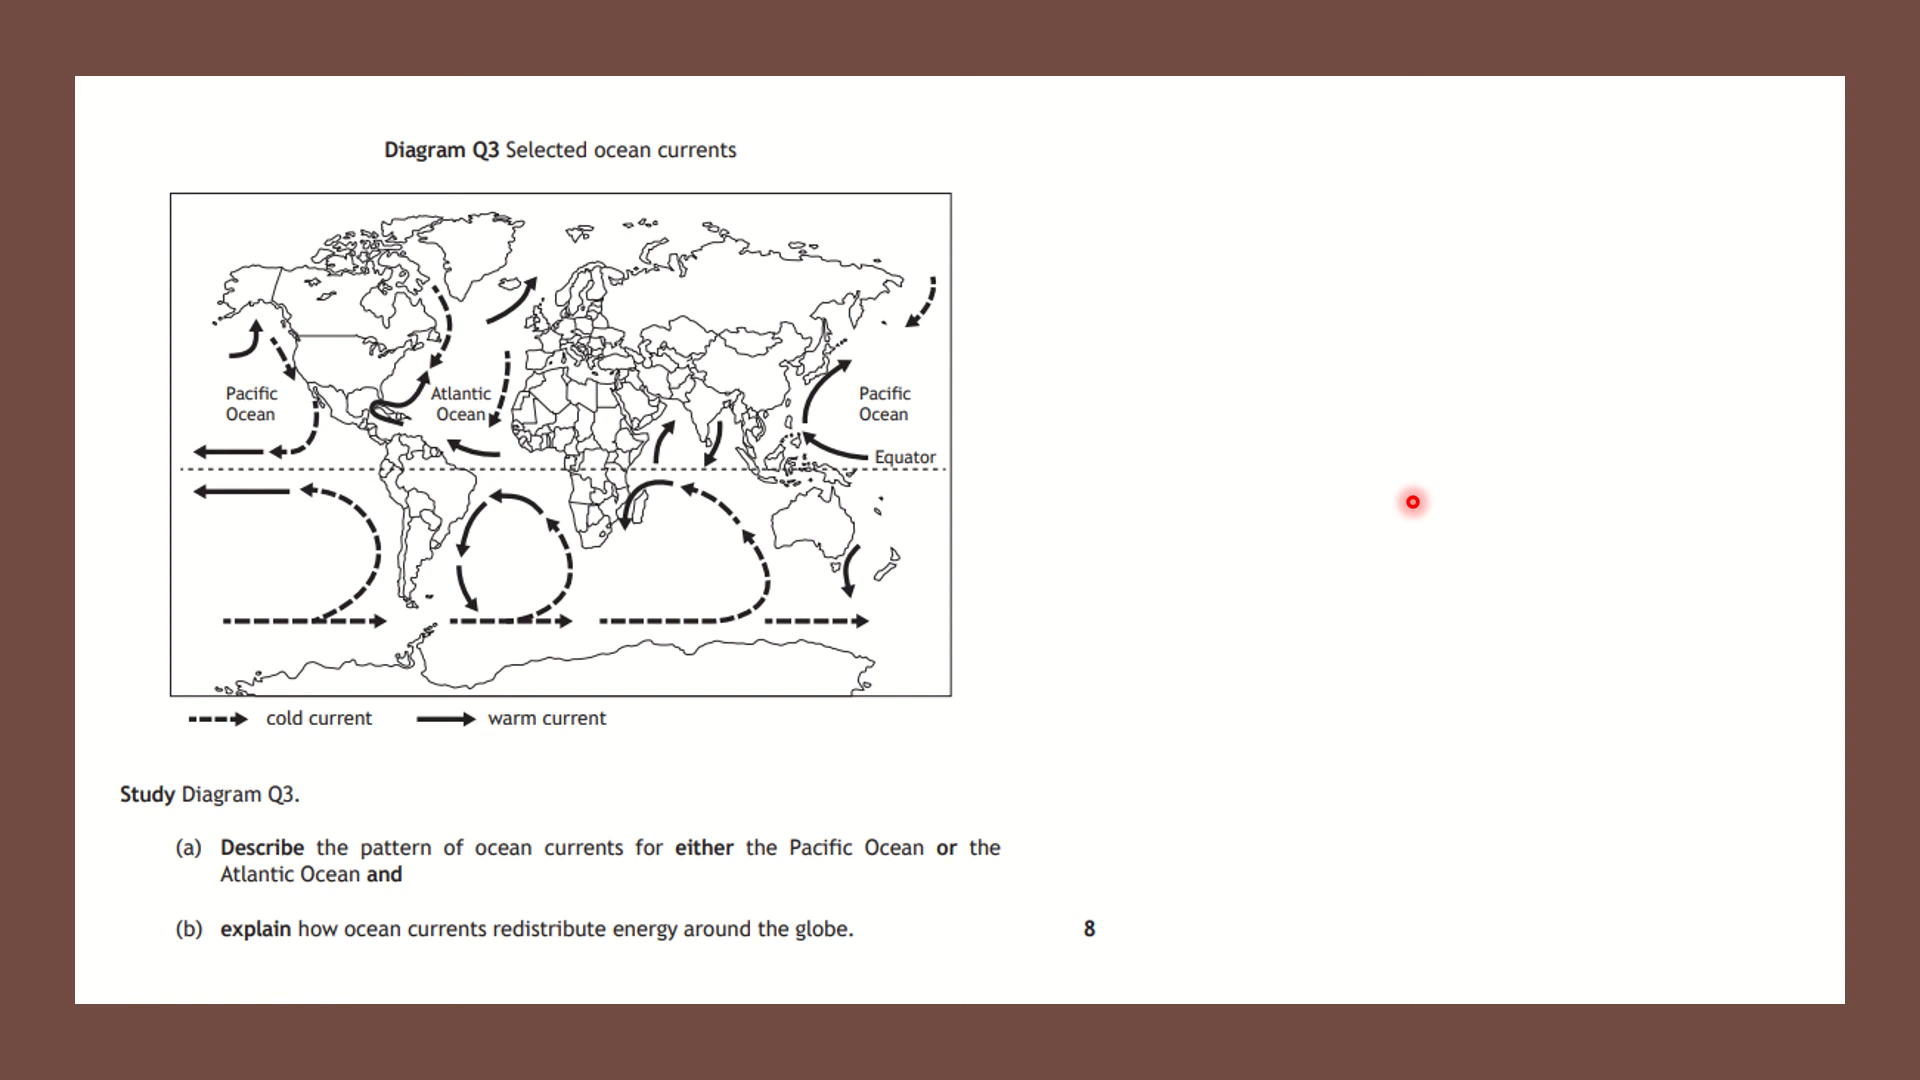 Diagram Q3 Selected ocean currents
Pacific
Ocean
Atlantic
Ocean
Pacific
Ocean
Equator
cold current
warm current
Study Diagram Q3.
(a) Describe the pattern of ocean currents for either the Pacific Ocean or the
Atlantic Ocean and
(b) explain how ocean currents redistribute energy around the globe. 8